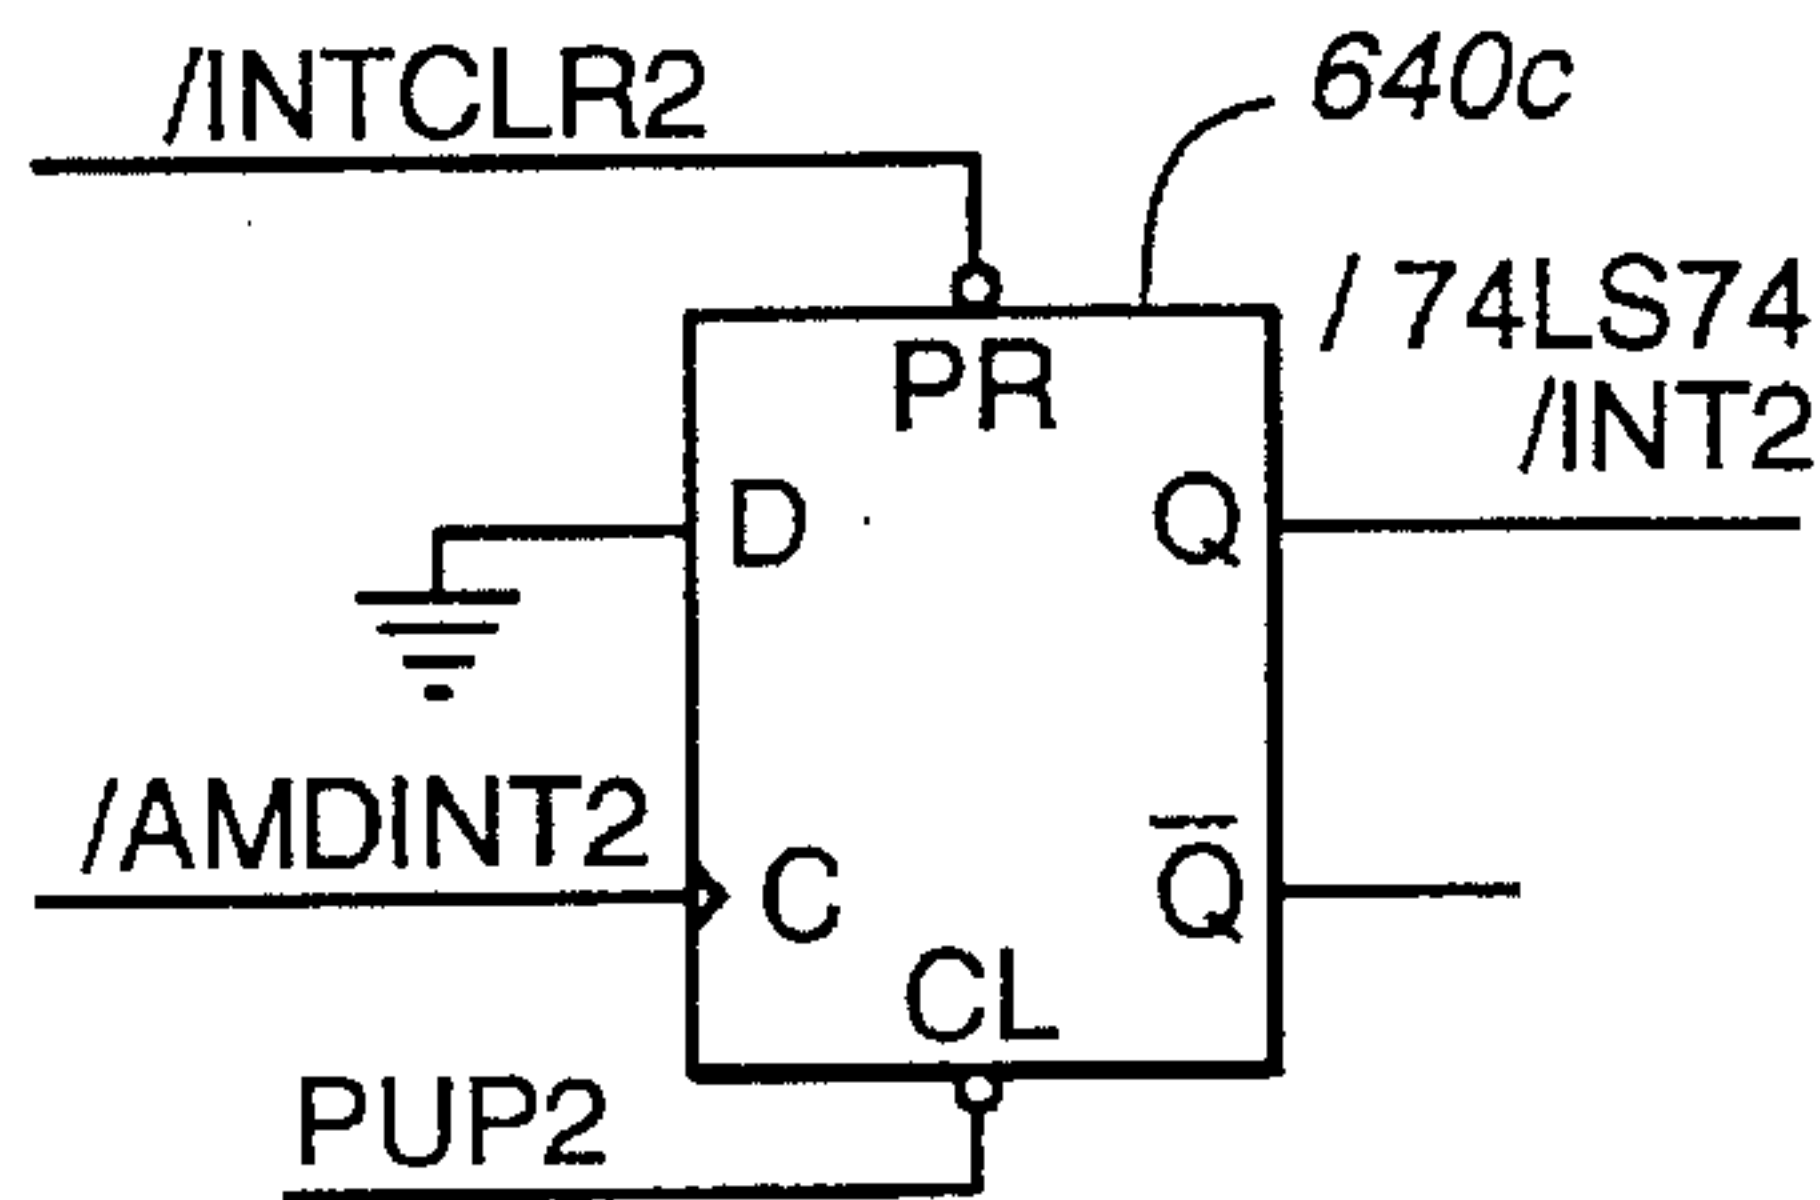 /INTCLR2
640c
/ 74LS74
/INT2
PR
D
Q
/AMDINT2
C
Q̅
CL
PUP2